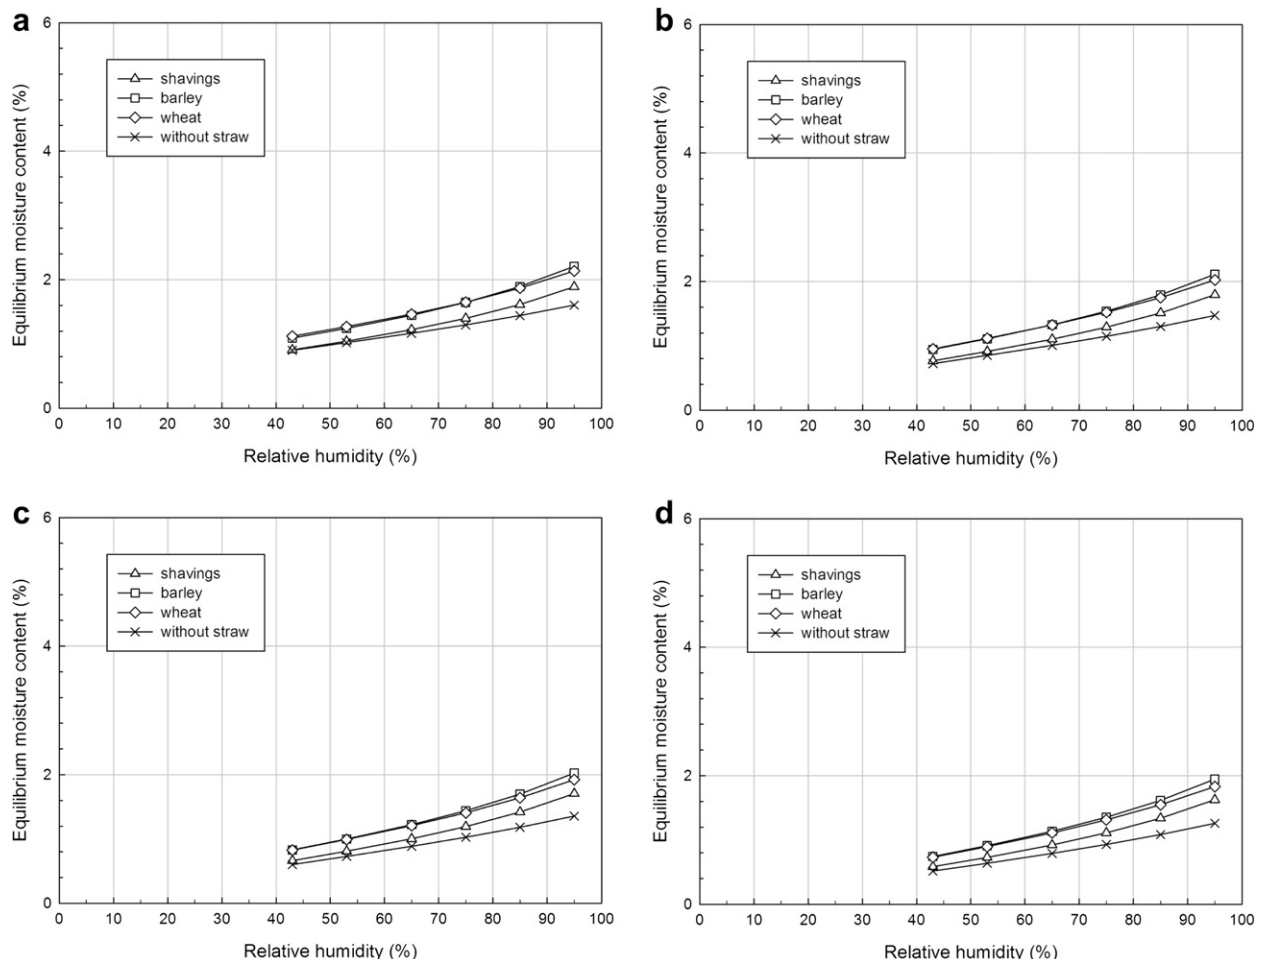 a
6
4
2
0
Equilibrium moisture content (%)
shavings
barley
wheat
without straw
0 10 20 30 40 50 60 70 80 90 100
Relative humidity (%)
b
6
4
2
0
Equilibrium moisture content (%)
shavings
barley
wheat
without straw
0 10 20 30 40 50 60 70 80 90 100
Relative humidity (%)
c
6
4
2
0
Equilibrium moisture content (%)
shavings
barley
wheat
without straw
0 10 20 30 40 50 60 70 80 90 100
Relative humidity (%)
d
6
4
2
0
Equilibrium moisture content (%)
shavings
barley
wheat
without straw
0 10 20 30 40 50 60 70 80 90 100
Relative humidity (%)